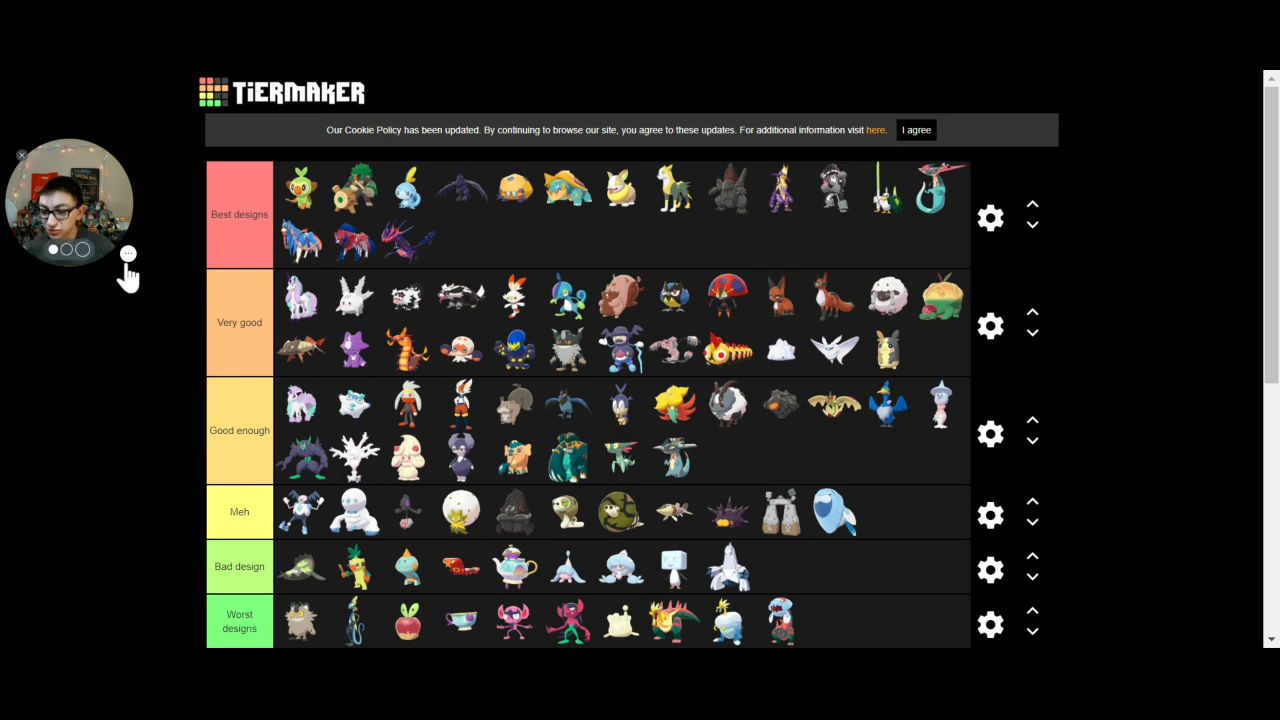 TIERMAKER
Our Cookie Policy has been updated. By continuing to browse our site, you agree to these updates. For additional information visit here. I agree
Best designs
Very good
Good enough
Meh
Bad design
Worst
designs